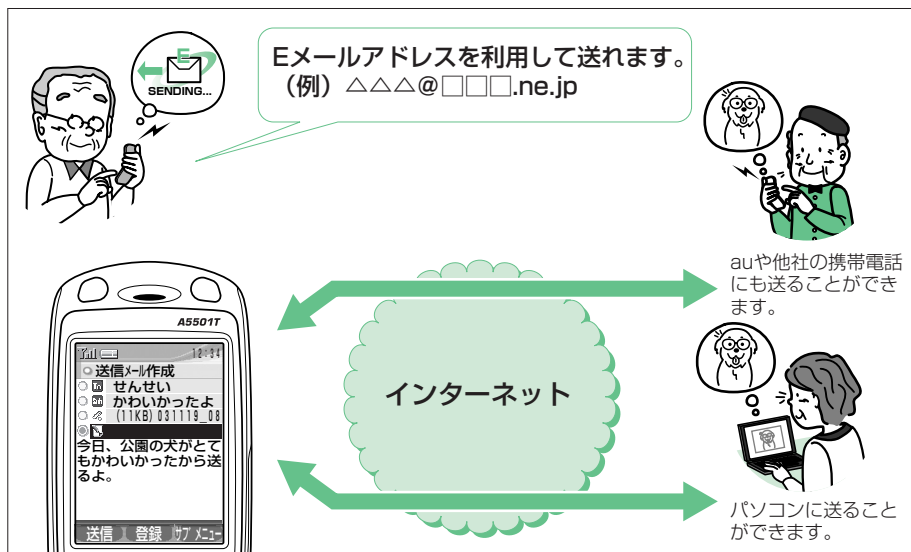 E
SENDING...
Eメールアドレスを利用して送れます。
（例）△△△@□□□.ne.jp
auや他社の携帯電話
にも送ることができ
ます。
A5501T
12:34
送信メール作成
せんせい
かわいかったよ
(11KB)031119_08
今日、公園の犬がとて
もかわいかったから送
るよ。
送信 登録 サブメニュー
インターネット
パソコンに送ること
ができます。